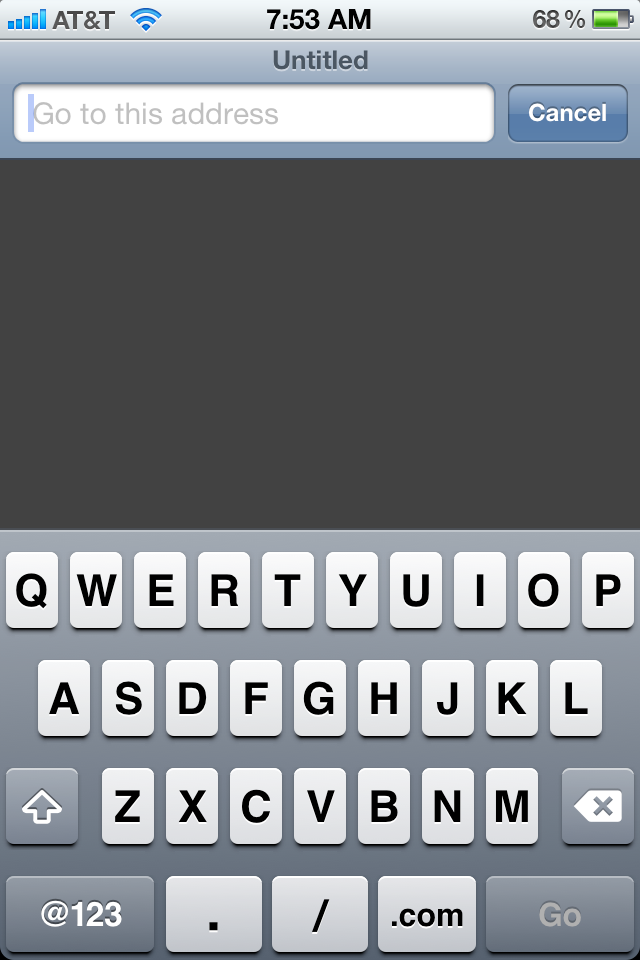 AT&T 7:53 AM 68 %
Untitled
Go to this address Cancel
Q W E R T Y U I O P
A S D F G H J K L
Z X C V B N M
@123 . / .com Go